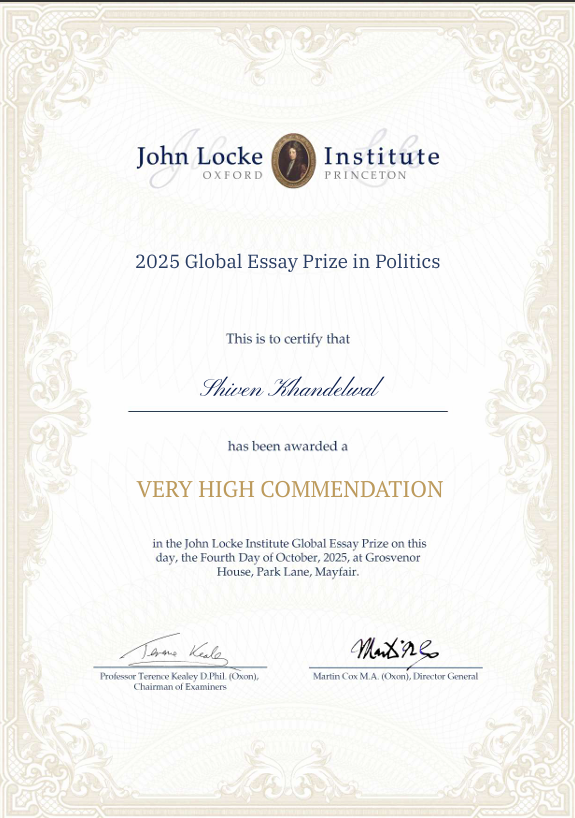 John Locke Institute
OXFORD PRINCETON
2025 Global Essay Prize in Politics
This is to certify that
Shiven Khandelwal
has been awarded a
VERY HIGH COMMENDATION
in the John Locke Institute Global Essay Prize on this
day, the Fourth Day of October, 2025, at Grosvenor
House, Park Lane, Mayfair.
Terence Kealey
Professor Terence Kealey D.Phil. (Oxon),
Chairman of Examiners
Martin Cox M.A. (Oxon), Director General